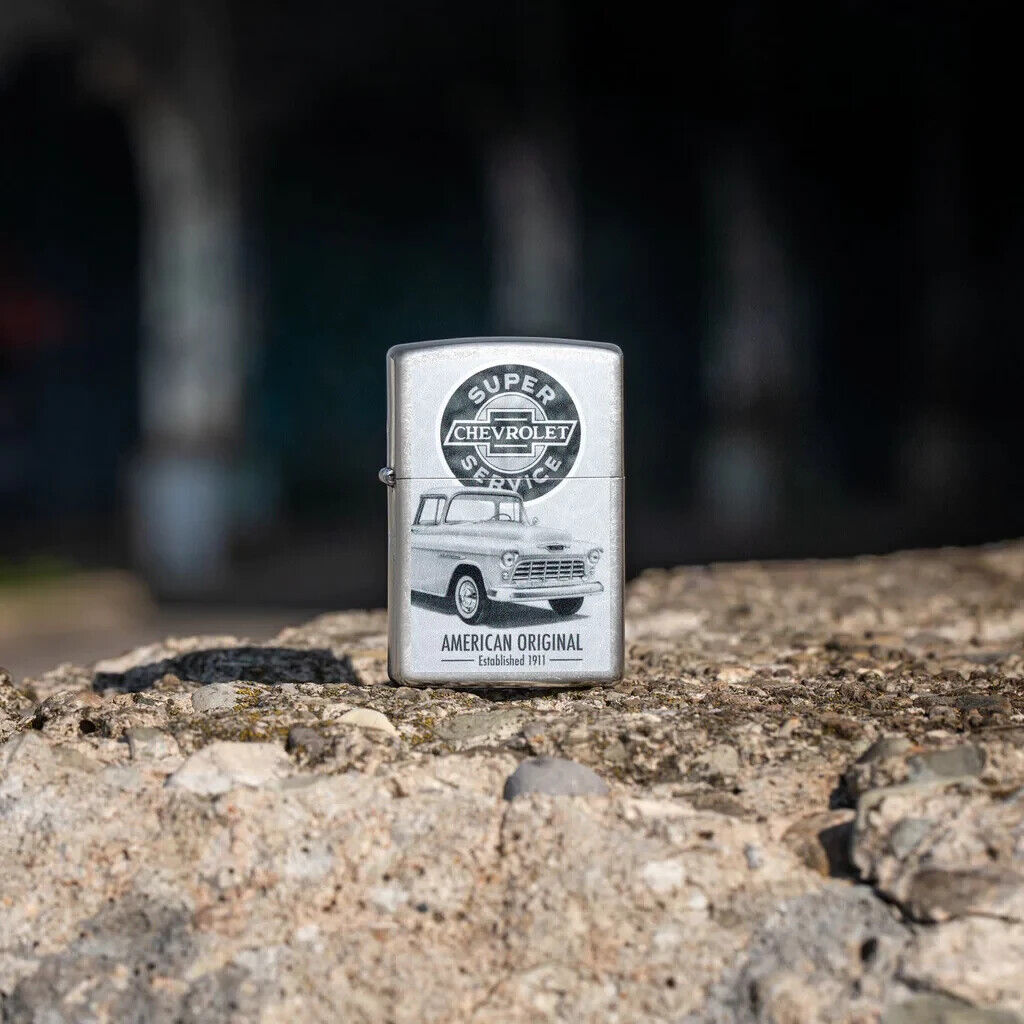 SUPER
CHEVROLET
SERVICE
AMERICAN ORIGINAL
Established 1911